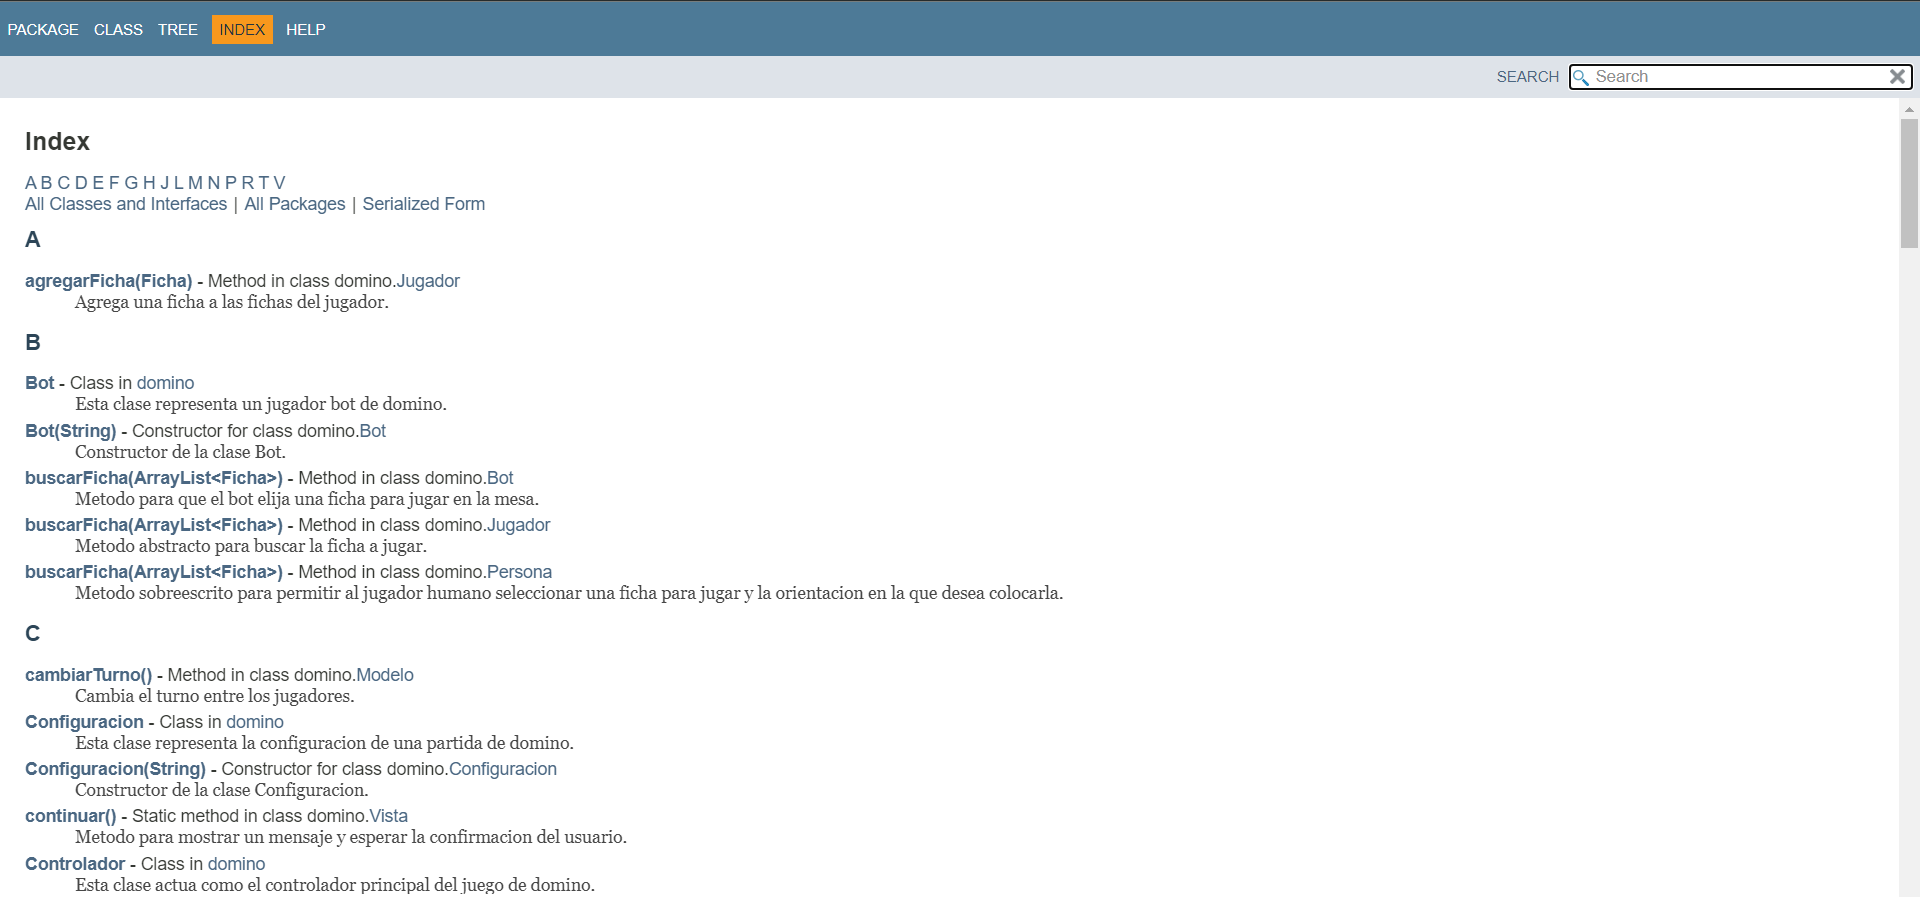 PACKAGE CLASS TREE INDEX HELP
SEARCH Search
Index
A B C D E F G H J L M N P R T V
All Classes and Interfaces | All Packages | Serialized Form
A
agregarFicha(Ficha) - Method in class domino.Jugador
Agrega una ficha a las fichas del jugador.
B
Bot - Class in domino
Esta clase representa un jugador bot de domino.
Bot(String) - Constructor for class domino.Bot
Constructor de la clase Bot.
buscarFicha(ArrayList<Ficha>) - Method in class domino.Bot
Metodo para que el bot elija una ficha para jugar en la mesa.
buscarFicha(ArrayList<Ficha>) - Method in class domino.Jugador
Metodo abstracto para buscar la ficha a jugar.
buscarFicha(ArrayList<Ficha>) - Method in class domino.Persona
Metodo sobreescrito para permitir al jugador humano seleccionar una ficha para jugar y la orientacion en la que desea colocarla.
C
cambiarTurno() - Method in class domino.Modelo
Cambia el turno entre los jugadores.
Configuracion - Class in domino
Esta clase representa la configuracion de una partida de domino.
Configuracion(String) - Constructor for class domino.Configuracion
Constructor de la clase Configuracion.
continuar() - Static method in class domino.Vista
Metodo para mostrar un mensaje y esperar la confirmacion del usuario.
Controlador - Class in domino
Esta clase actua como el controlador principal del juego de domino.